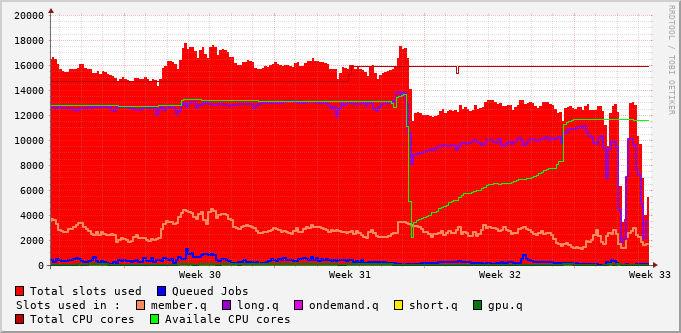 20000
18000
16000
14000
12000
10000
8000
6000
4000
2000
0
Week 30 Week 31 Week 32 Week 33
RRDTOOL / TOBI OETIKER
Total slots used Queued Jobs
Slots used in : member.q long.q ondemand.q short.q gpu.q
Total CPU cores Availale CPU cores